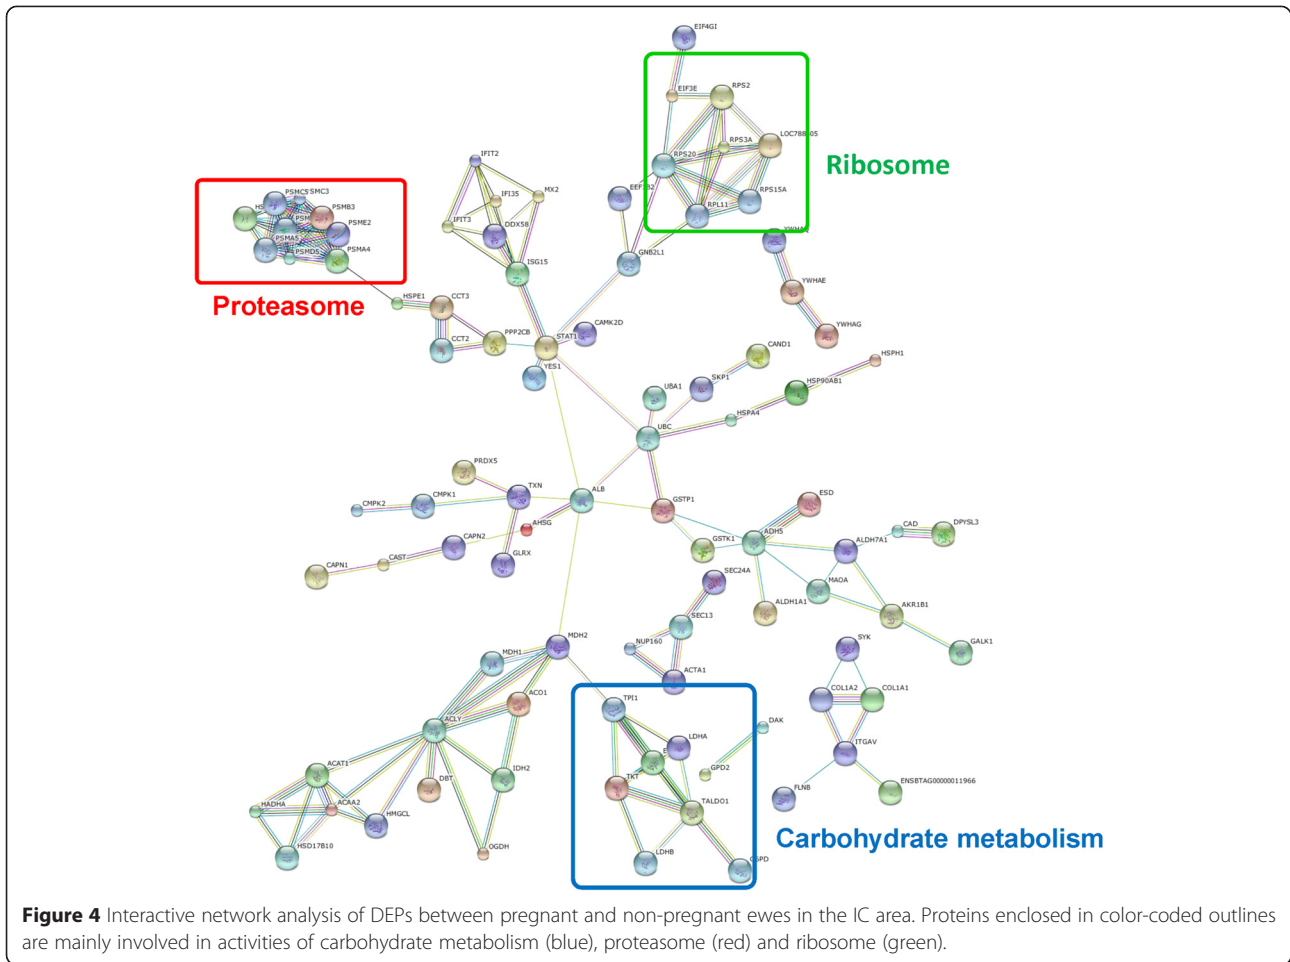 EIF4GI
EIF3E
RPS2
RPS3A
RPS20
RPS15A
RPL11
Ribosome
IFIT2
IFI35
MX2
IFIT3
DDX58
ISG15
GNB2L1
PSMC5
PSMB3
PSME2
PSMA5
PSMD5
PSMA4
Proteasome
HSPE1
CCT3
CCT2
PPP2CB
STAT1
CAMK2D
YES1
YWHAE
YWHAG
CAND1
SKP1
HSPH1
HSP90AB1
UBA1
HSPA4
UBC
PRDX5
TXN
ALB
CMPK2
CMPK1
AHSG
GSTP1
ESD
CAPN2
CAST
CAPN1
GLRX
GSTK1
ADH5
ALDH7A1
CAD
DPYSL3
MAOA
ALDH1A1
AKR1B1
GALK1
SEC24A
SEC13
NUP160
ACTA1
MDH2
MDH1
ACO1
ACLY
IDH2
DBT
OGDH
ACAT1
HADHA
ACAA2
HMGCL
HSD17B10
TPI1
LDHA
TKT
TALDO1
LDHB
DAK
GPD2
SYK
COL1A2
COL1A1
ITGAV
FLNB
ENSBTAG00000011966
Carbohydrate metabolism
Figure 4 Interactive network analysis of DEPs between pregnant and non-pregnant ewes in the IC area. Proteins enclosed in color-coded outlines
are mainly involved in activities of carbohydrate metabolism (blue), proteasome (red) and ribosome (green).